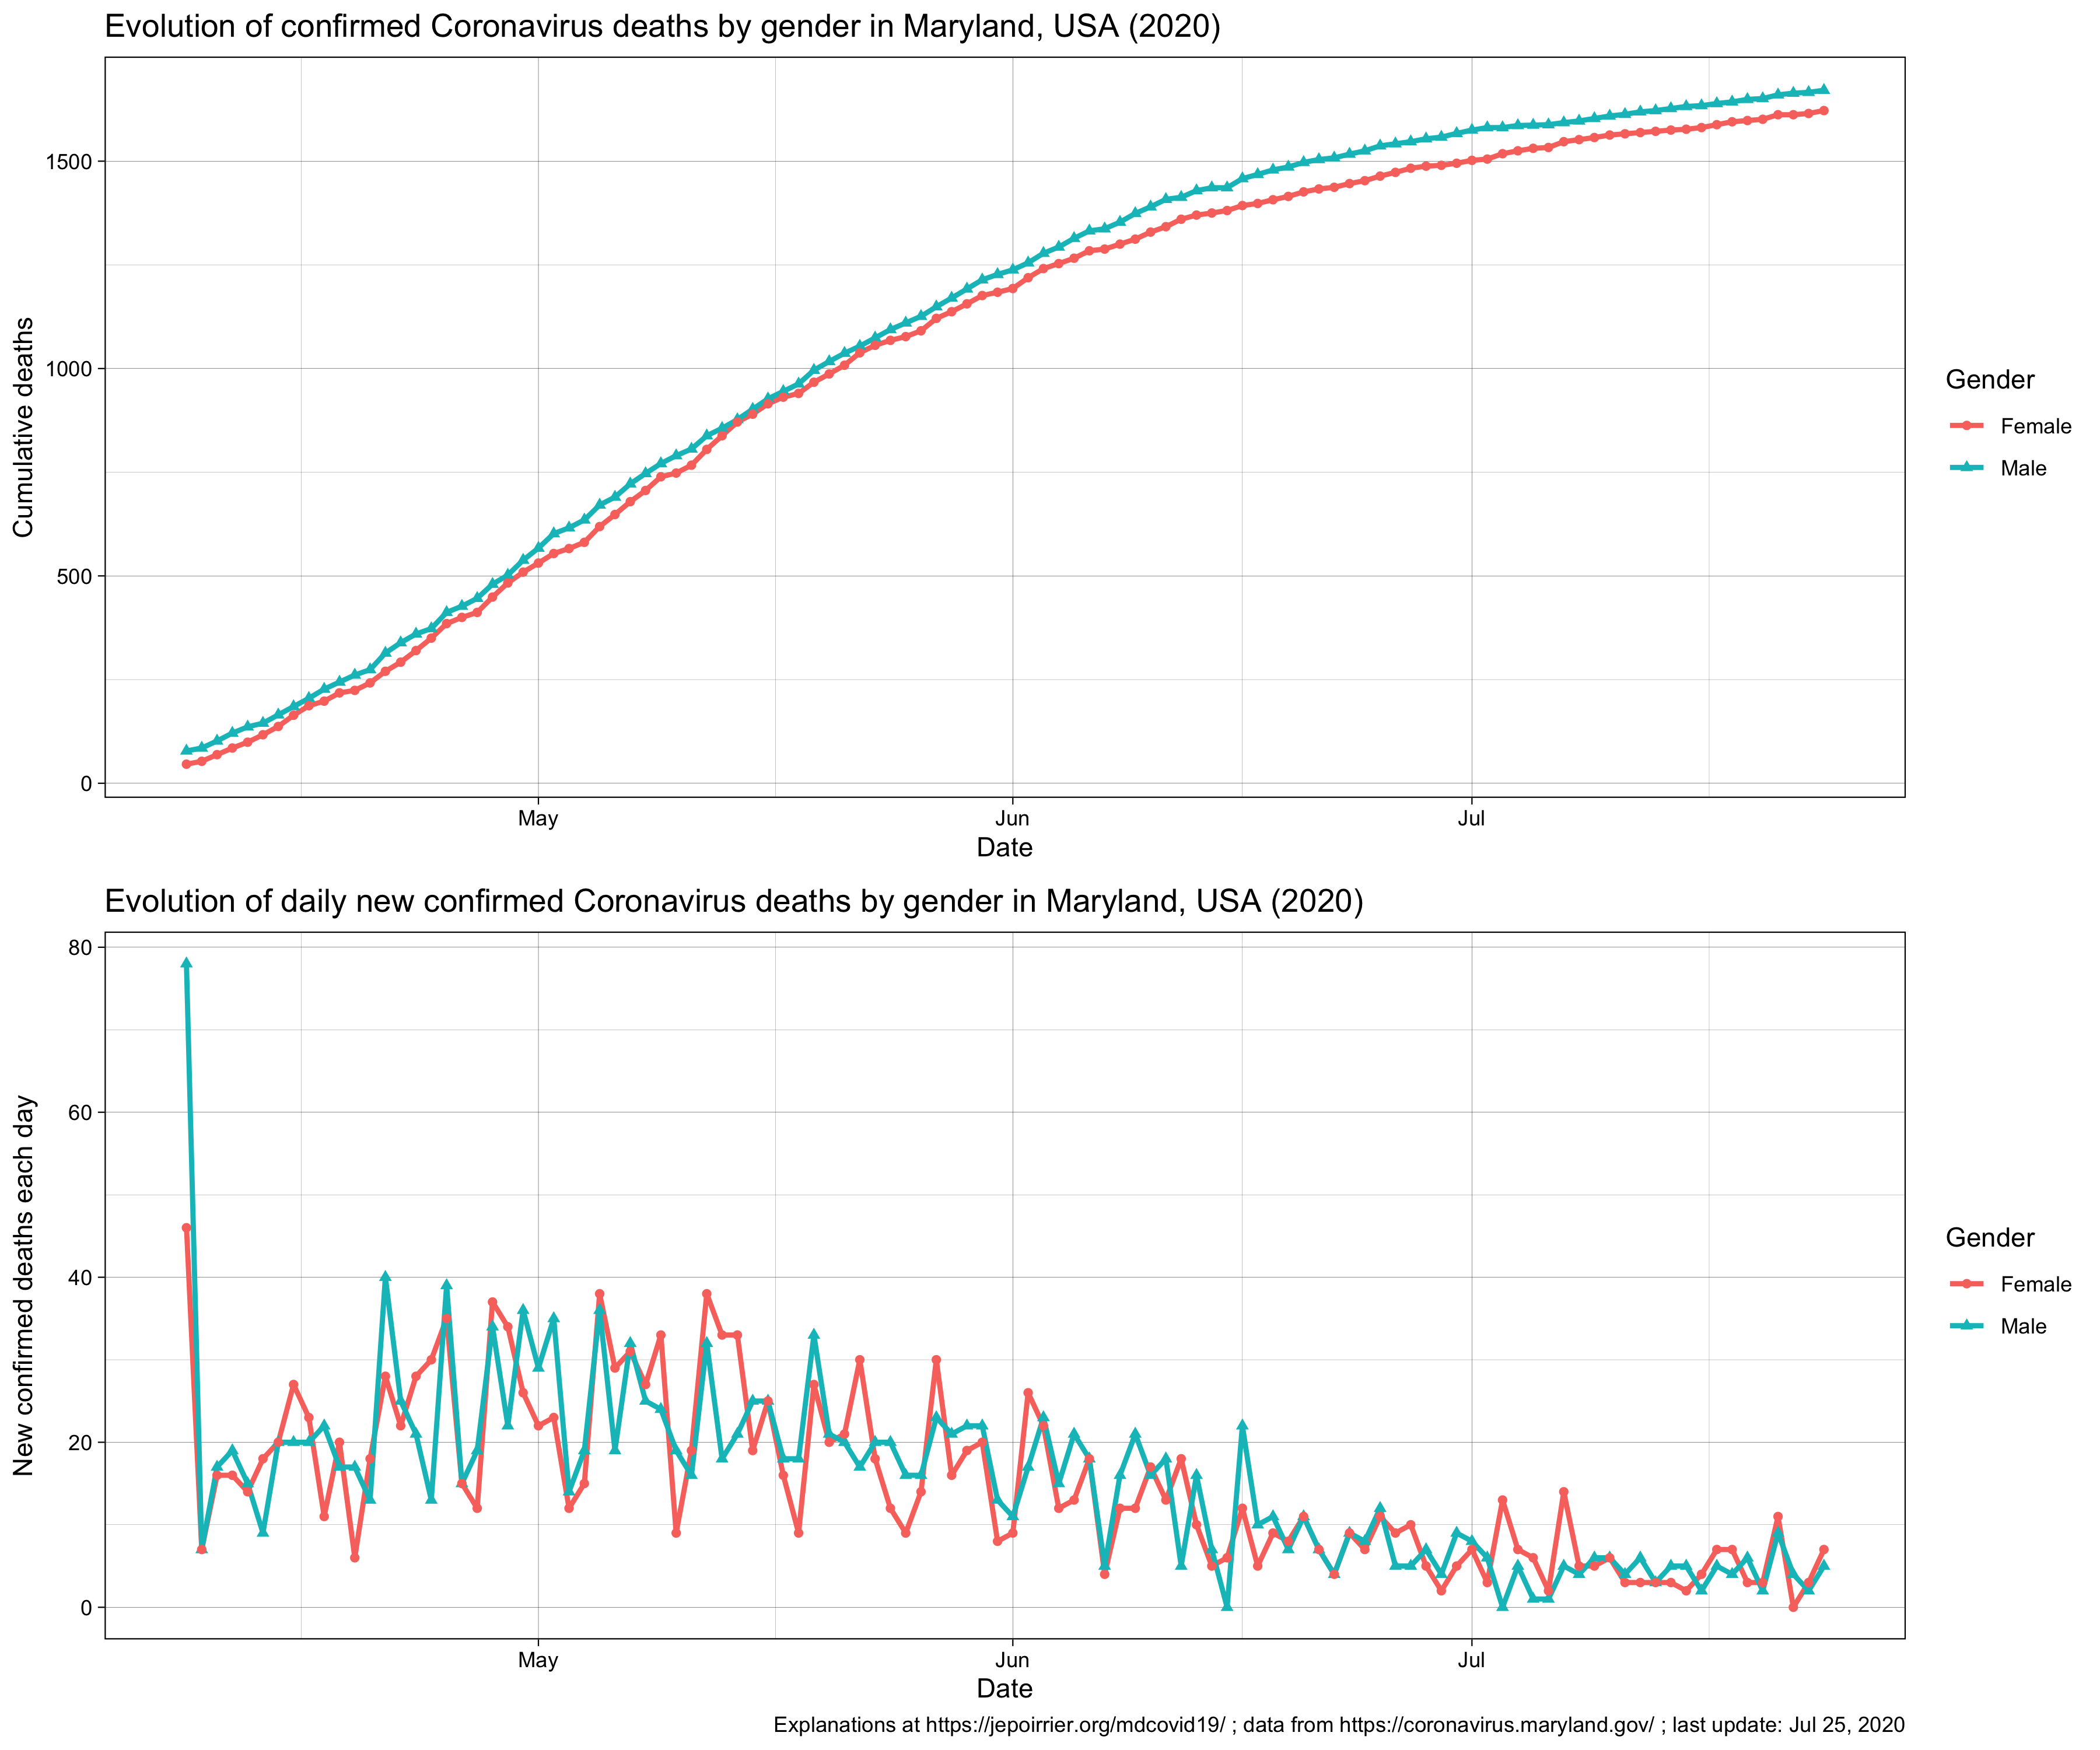 Evolution of confirmed Coronavirus deaths by gender in Maryland, USA (2020)
Cumulative deaths
1500
1000
500
0
May
Jun
Jul
Date
Gender
Female
Male
Evolution of daily new confirmed Coronavirus deaths by gender in Maryland, USA (2020)
New confirmed deaths each day
80
60
40
20
0
May
Jun
Jul
Date
Gender
Female
Male
Explanations at https://jepoirrier.org/mdcovid19/ ; data from https://coronavirus.maryland.gov/ ; last update: Jul 25, 2020